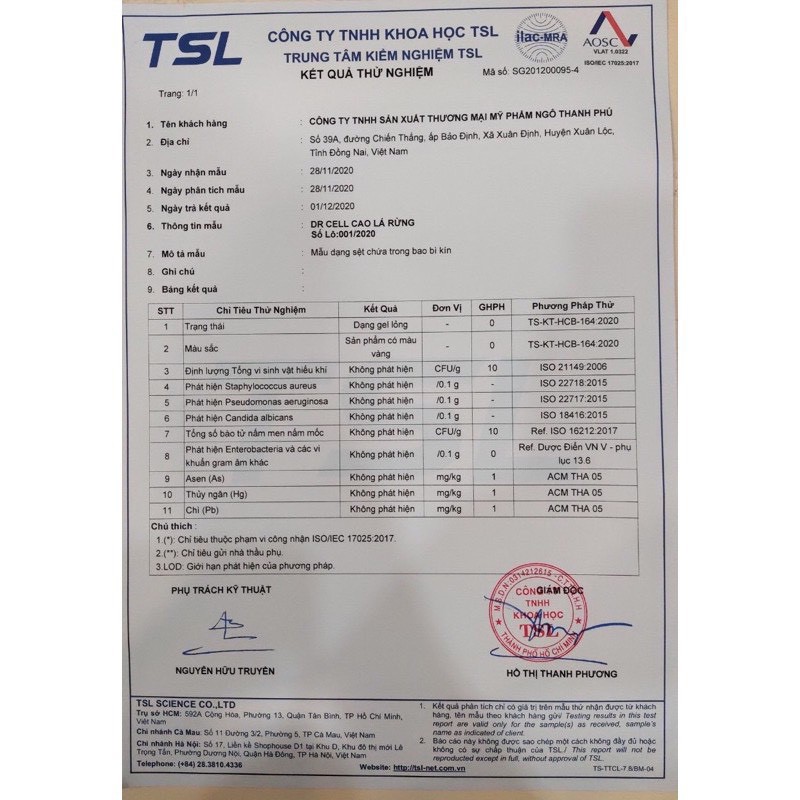 TSL
CÔNG TY TNHH KHOA HỌC TSL
TRUNG TÂM KIỂM NGHIỆM TSL
KẾT QUẢ THỬ NGHIỆM
ilac-MRA
AOSC
VLAT 1.0322
ISO/IEC 17025:2017
Mã số: SG201200095-4
Trang: 1/1
1. Tên khách hàng : CÔNG TY TNHH SẢN XUẤT THƯƠNG MẠI MỸ PHẨM NGÔ THANH PHÚ
2. Địa chỉ : Số 39A, đường Chiến Thắng, ấp Bảo Định, Xã Xuân Định, Huyện Xuân Lộc,
Tỉnh Đồng Nai, Việt Nam
3. Ngày nhận mẫu : 28/11/2020
4. Ngày phân tích mẫu : 28/11/2020
5. Ngày trả kết quả : 01/12/2020
6. Thông tin mẫu : DR CELL CAO LÁ RỪNG
Số Lô:001/2020
7. Mô tả mẫu : Mẫu dạng sệt chứa trong bao bì kín
8. Ghi chú :
9. Bảng kết quả :
STT Chỉ Tiêu Thử Nghiệm Kết Quả Đơn Vị GHPH Phương Pháp Thử
1 Trạng thái Dạng gel lỏng - 0 TS-KT-HCB-164:2020
2 Màu sắc Sản phẩm có màu vàng - 0 TS-KT-HCB-164:2020
3 Định lượng Tổng vi sinh vật hiếu khí Không phát hiện CFU/g 10 ISO 21149:2006
4 Phát hiện Staphylococcus aureus Không phát hiện /0.1 g - ISO 22718:2015
5 Phát hiện Pseudomonas aeruginosa Không phát hiện /0.1 g - ISO 22717:2015
6 Phát hiện Candida albicans Không phát hiện /0.1 g - ISO 18416:2015
7 Tổng số bào tử nấm men nấm mốc Không phát hiện CFU/g 10 Ref. ISO 16212:2017
8 Phát hiện Enterobacteria và các vi khuẩn gram âm khác Không phát hiện /0.1 g 0 Ref. Dược Điển VN V - phụ lục 13.6
9 Asen (As) Không phát hiện mg/kg 1 ACM THA 05
10 Thủy ngân (Hg) Không phát hiện mg/kg 1 ACM THA 05
11 Chì (Pb) Không phát hiện mg/kg 1 ACM THA 05
Chú thích :
1.(*): Chỉ tiêu thuộc phạm vi công nhận ISO/IEC 17025:2017.
2.(**): Chỉ tiêu gửi nhà thầu phụ.
3.LOD: Giới hạn phát hiện của phương pháp.
PHỤ TRÁCH KỸ THUẬT
GIÁM ĐỐC
M.S.D.N:0314212615 - C.T.T.N.H.H
CÔNG TY
TNHH
KHOA HỌC
TSL
THÀNH PHỐ HỒ CHÍ MINH
NGUYỄN HỮU TRUYỀN
HỒ THỊ THANH PHƯƠNG
TSL SCIENCE CO.,LTD
Trụ sở HCM: 592A Cộng Hòa, Phường 13, Quận Tân Bình, TP Hồ Chí Minh,
Việt Nam
Chi nhánh Cà Mau: Số 11 Đường 3/2, Phường 5, TP Cà Mau, Việt Nam
Chi nhánh Hà Nội: Số 17, Liền kề Shophouse D1 tại Khu D, Khu đô thị mới Lê
Trọng Tấn, Phường Dương Nội, Quận Hà Đông, TP Hà Nội, Việt Nam
Telephone: (+84) 28.3810.4336
Website: http://tsl-net.com.vn
1. Kết quả phân tích chỉ có giá trị trên mẫu thử nhận được từ khách
hàng, tên mẫu theo khách hàng gửi/ Testing results in this test
report are valid only for the sample(s) as received, sample's
name as indicated of client.
2. Báo cáo này không được sao chép một cách không đầy đủ hoặc
không có sự chấp thuận của TSL./ This report will not be
reproducted except in full, without approval of TSL.
TS-TTCL-7.8/BM-04